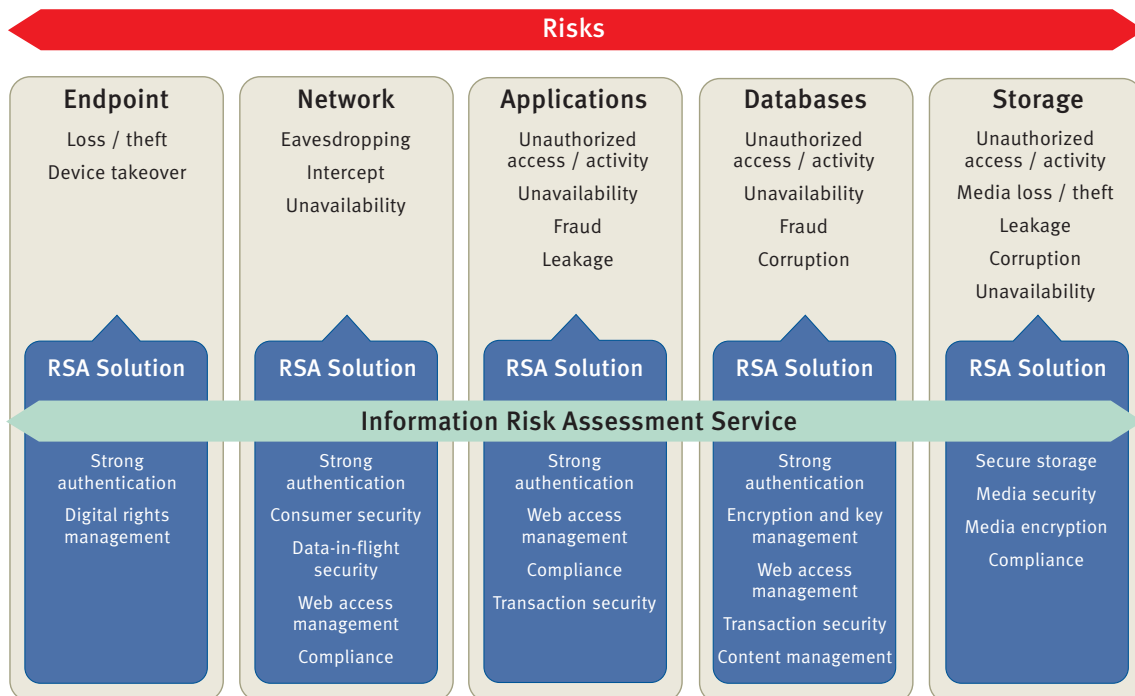 Risks
Endpoint
Loss / theft
Device takeover
Network
Eavesdropping
Intercept
Unavailability
Applications
Unauthorized
access / activity
Unavailability
Fraud
Leakage
Databases
Unauthorized
access / activity
Unavailability
Fraud
Corruption
Storage
Unauthorized
access / activity
Media loss / theft
Leakage
Corruption
Unavailability
RSA Solution
RSA Solution
RSA Solution
RSA Solution
RSA Solution
Information Risk Assessment Service
Strong
authentication
Digital rights
management
Strong
authentication
Consumer security
Data-in-flight
security
Web access
management
Compliance
Strong
authentication
Web access
management
Compliance
Transaction security
Strong
authentication
Encryption and key
management
Web access
management
Transaction security
Content management
Secure storage
Media security
Media encryption
Compliance